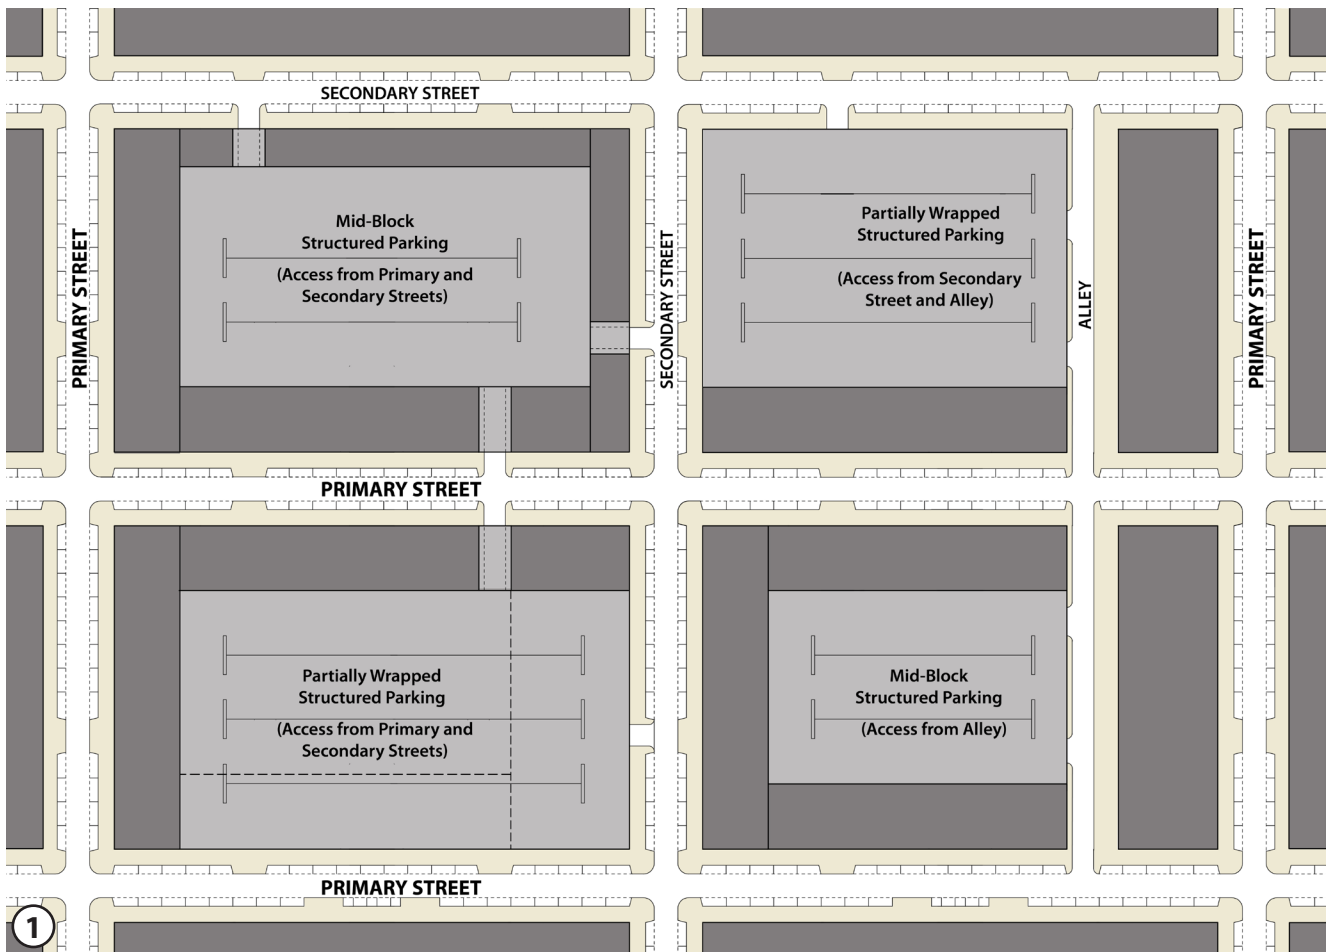 SECONDARY STREET
PRIMARY STREET
Mid-Block
Structured Parking
(Access from Primary and
Secondary Streets)
SECONDARY STREET
Partially Wrapped
Structured Parking
(Access from Secondary
Street and Alley)
ALLEY
PRIMARY STREET
PRIMARY STREET
Partially Wrapped
Structured Parking
(Access from Primary and
Secondary Streets)
Mid-Block
Structured Parking
(Access from Alley)
PRIMARY STREET
1